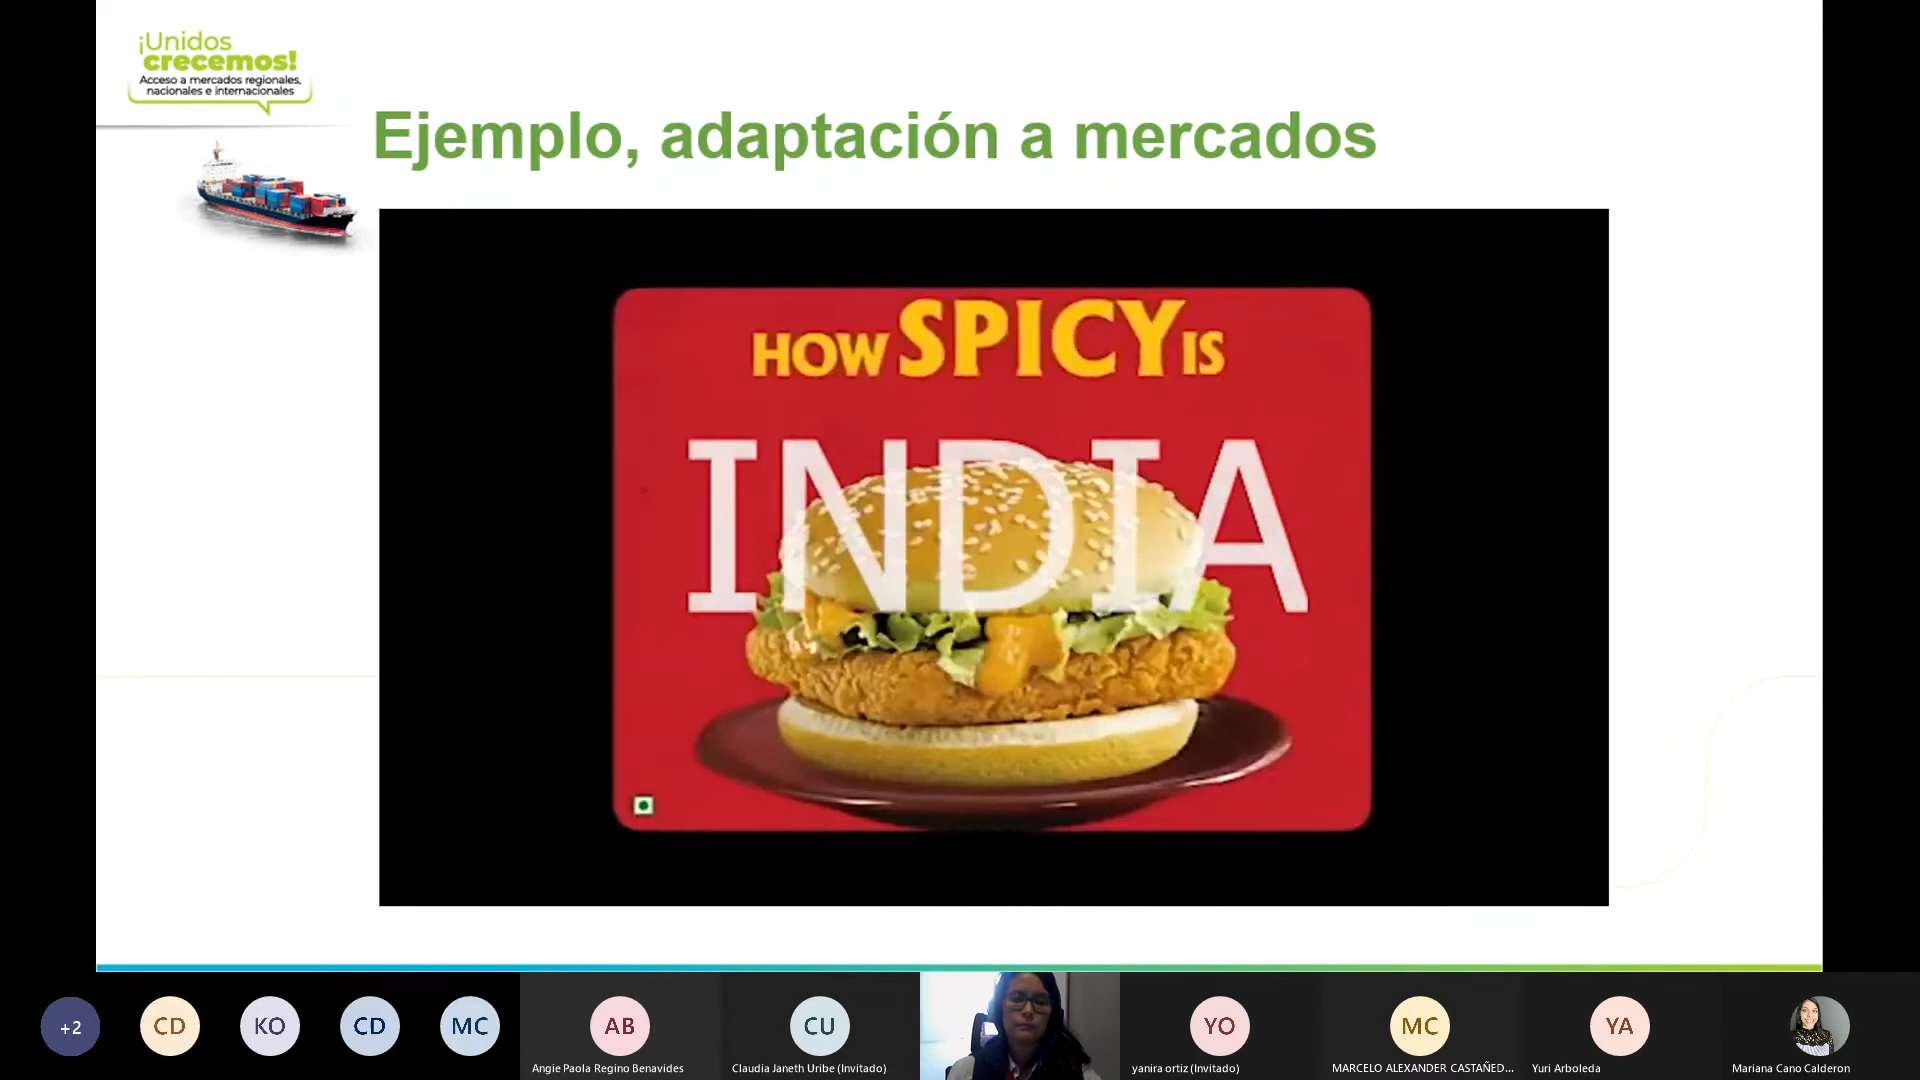 ¡Unidos
crecemos!
Acceso a mercados regionales,
nacionales e internacionales
Ejemplo, adaptación a mercados
HOW SPICY IS
INDIA
+2
CD
KO
CD
MC
AB
CU
YO
MC
YA
Angie Paola Regino Benavides
Claudia Janeth Uribe (Invitado)
yanira ortiz (Invitado)
MARCELO ALEXANDER CASTAÑED...
Yuri Arboleda
Mariana Cano Calderon